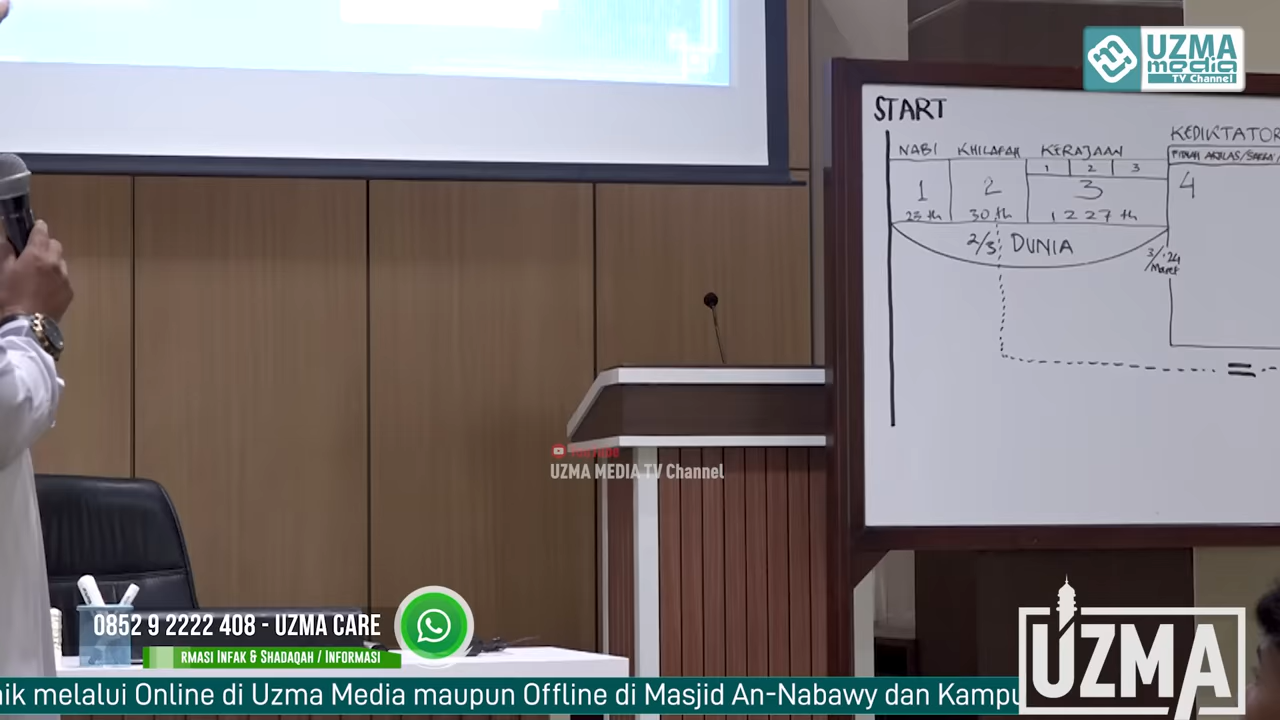 UZMA
media
TV Channel
START
NABI KHILAFAH KERAJAAN
KEDIKTATOR
1 2 3
1 2 3 4
23 th 30 th 1227 th
2/3 DUNIA
3/'24
Maret
=
YouTube
UZMA MEDIA TV Channel
0852 9 2222 408 - UZMA CARE
RMASI INFAK & SHADAQAH / INFORMASI
ik melalui Online di Uzma Media maupun Offline di Masjid An-Nabawy dan Kampu
UZMA